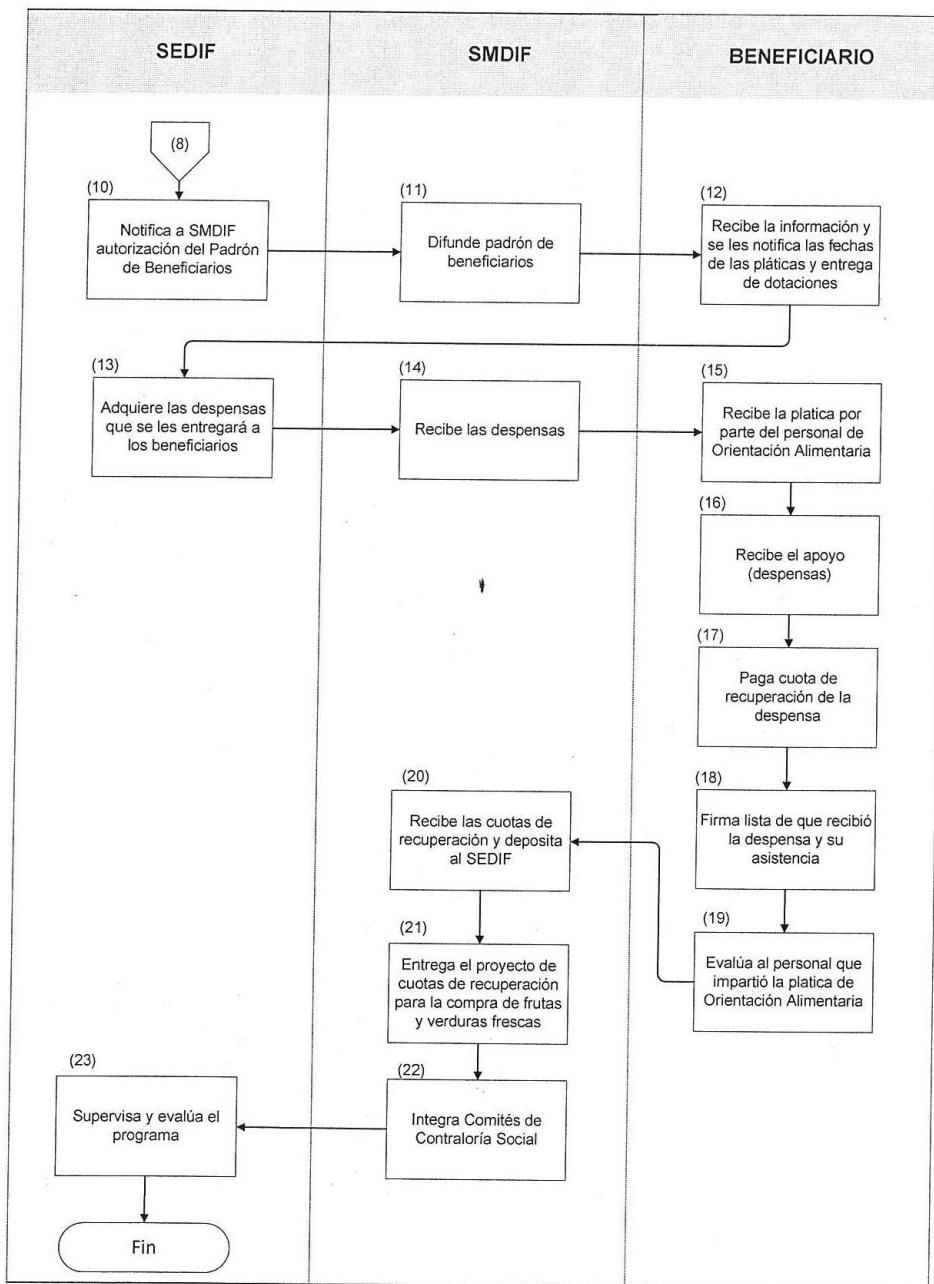 SEDIF
SMDIF
BENEFICIARIO
(8)
(10)
Notifica a SMDIF
autorización del Padrón
de Beneficiarios
(11)
Difunde padrón de
beneficiarios
(12)
Recibe la información y
se les notifica las fechas
de las pláticas y entrega
de dotaciones
(13)
Adquiere las despensas
que se les entregará a
los beneficiarios
(14)
Recibe las despensas
(15)
Recibe la platica por
parte del personal de
Orientación Alimentaria
(16)
Recibe el apoyo
(despensas)
(17)
Paga cuota de
recuperación de la
despensa
(18)
Firma lista de que recibió
la despensa y su
asistencia
(19)
Evalúa al personal que
impartió la platica de
Orientación Alimentaria
(20)
Recibe las cuotas de
recuperación y deposita
al SEDIF
(21)
Entrega el proyecto de
cuotas de recuperación
para la compra de frutas
y verduras frescas
(22)
Integra Comités de
Contraloría Social
(23)
Supervisa y evalúa el
programa
Fin